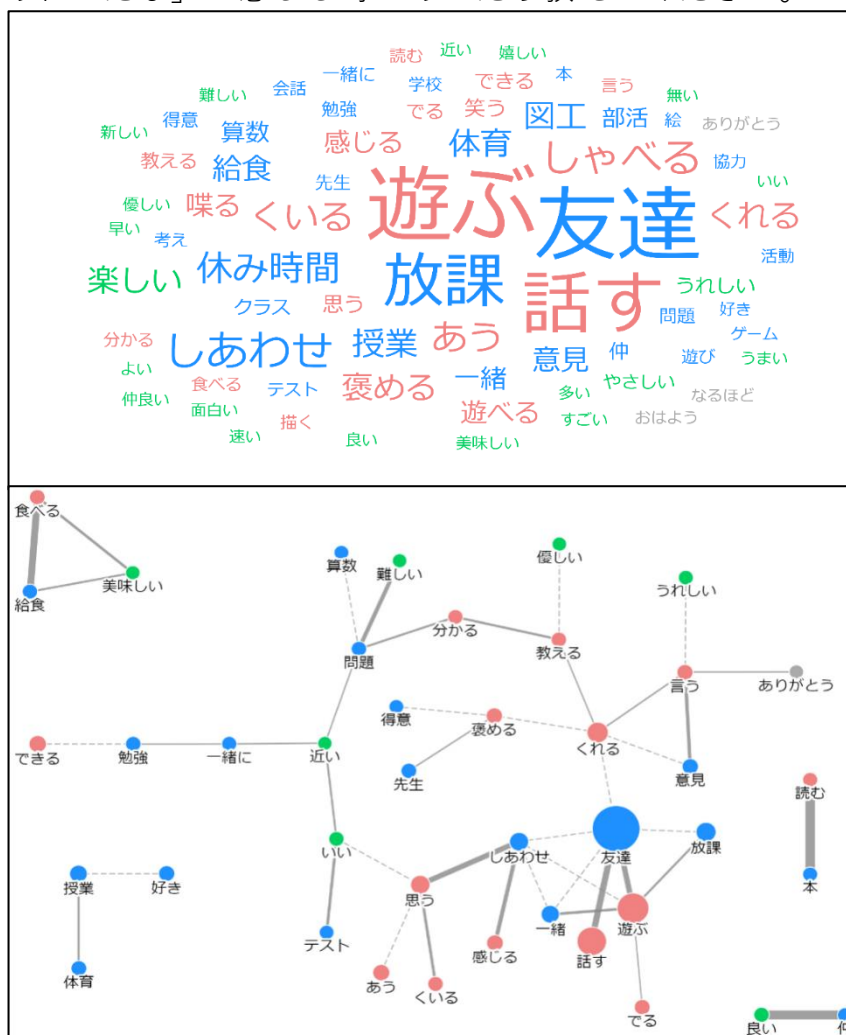 読む 近い 嬉しい
難しい 会話 一緒に 学校 できる 本 言う 無い
新しい 得意 算数 勉強 でる 笑う 図工 部活 絵 ありがとう
教える 給食 感じる 体育 しゃべる 協力
優しい 喋る 先生 くいる 遊ぶ 友達 くれる いい
早い 考え 活動
楽しい 休み時間 放課 話す うれしい
クラス 思う 問題 好き
分かる しあわせ 授業 あう 意見 仲 遊び ゲーム うまい
よい 食べる テスト 褒める 一緒 多い やさしい なるほど
仲良い 面白い 描く 遊べる すごい おはよう
速い 良い 美味しい
食べる
美味しい
給食
算数 難しい 優しい
うれしい
分かる
問題 教える
言う ありがとう
得意 褒める
できる 勉強 一緒に 近い くれる
先生 意見
読む
いい しあわせ 友達 放課
授業 好き 思う 本
テスト 一緒 遊ぶ
感じる 話す
体育 あう くいる
でる
良い 仲